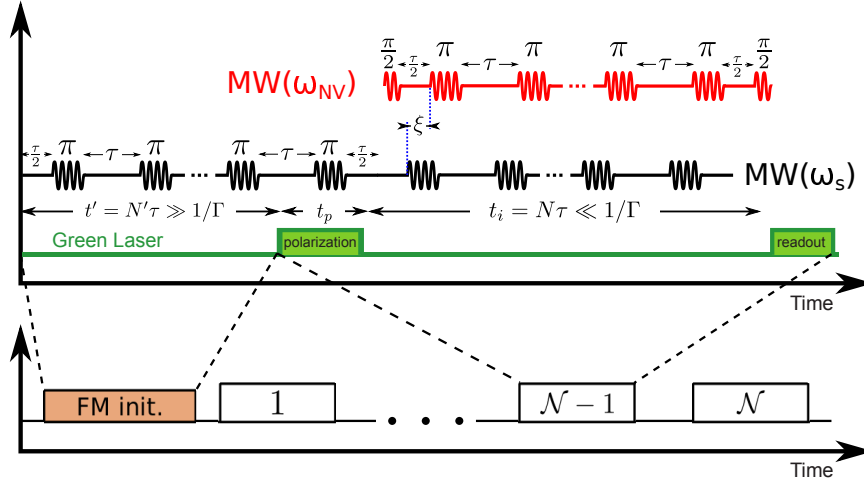 π/2 τ/2 π τ π ... π τ π τ/2 π/2
MW(ω_NV)
ξ
τ/2 π τ π ... π τ π τ/2
MW(ω_s)
t' = N'τ ≫ 1/Γ t_p t_i = Nτ ≪ 1/Γ
Green Laser polarization readout
Time
FM init. 1 • • • 𝒩 − 1 𝒩
Time